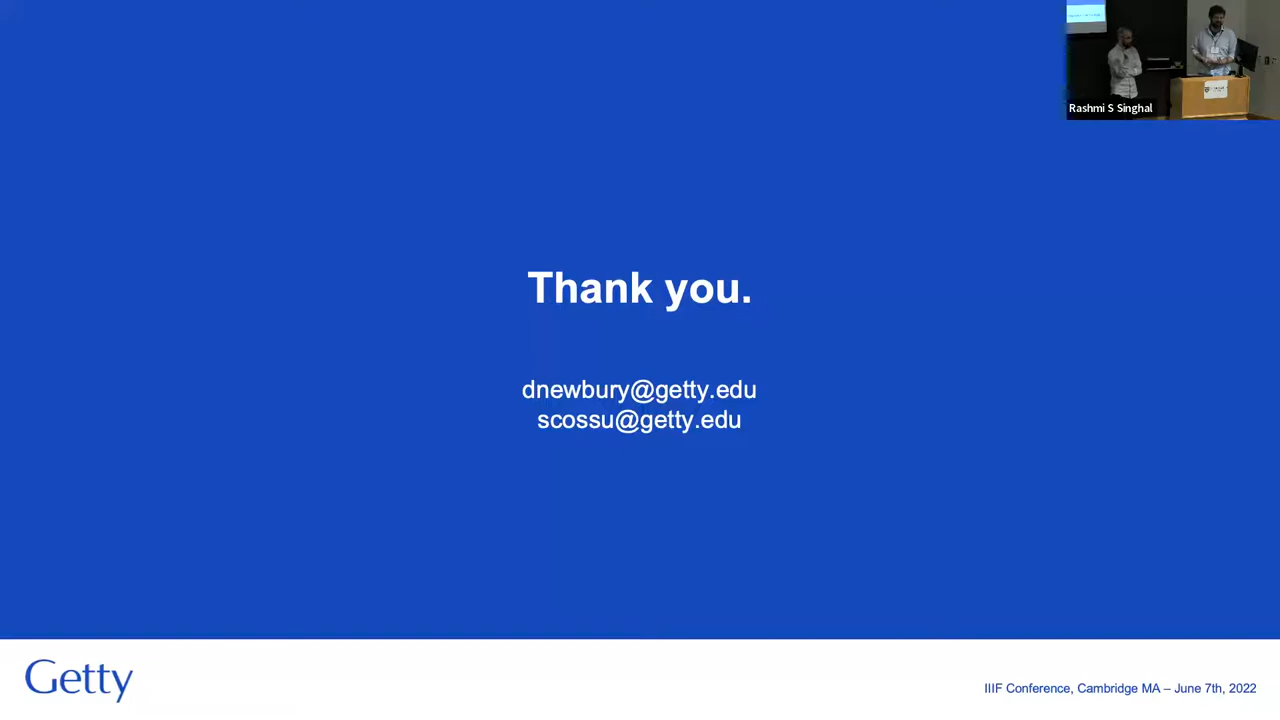 Rashmi S Singhal
Thank you.
dnewbury@getty.edu
scossu@getty.edu
Getty
IIIF Conference, Cambridge MA – June 7th, 2022